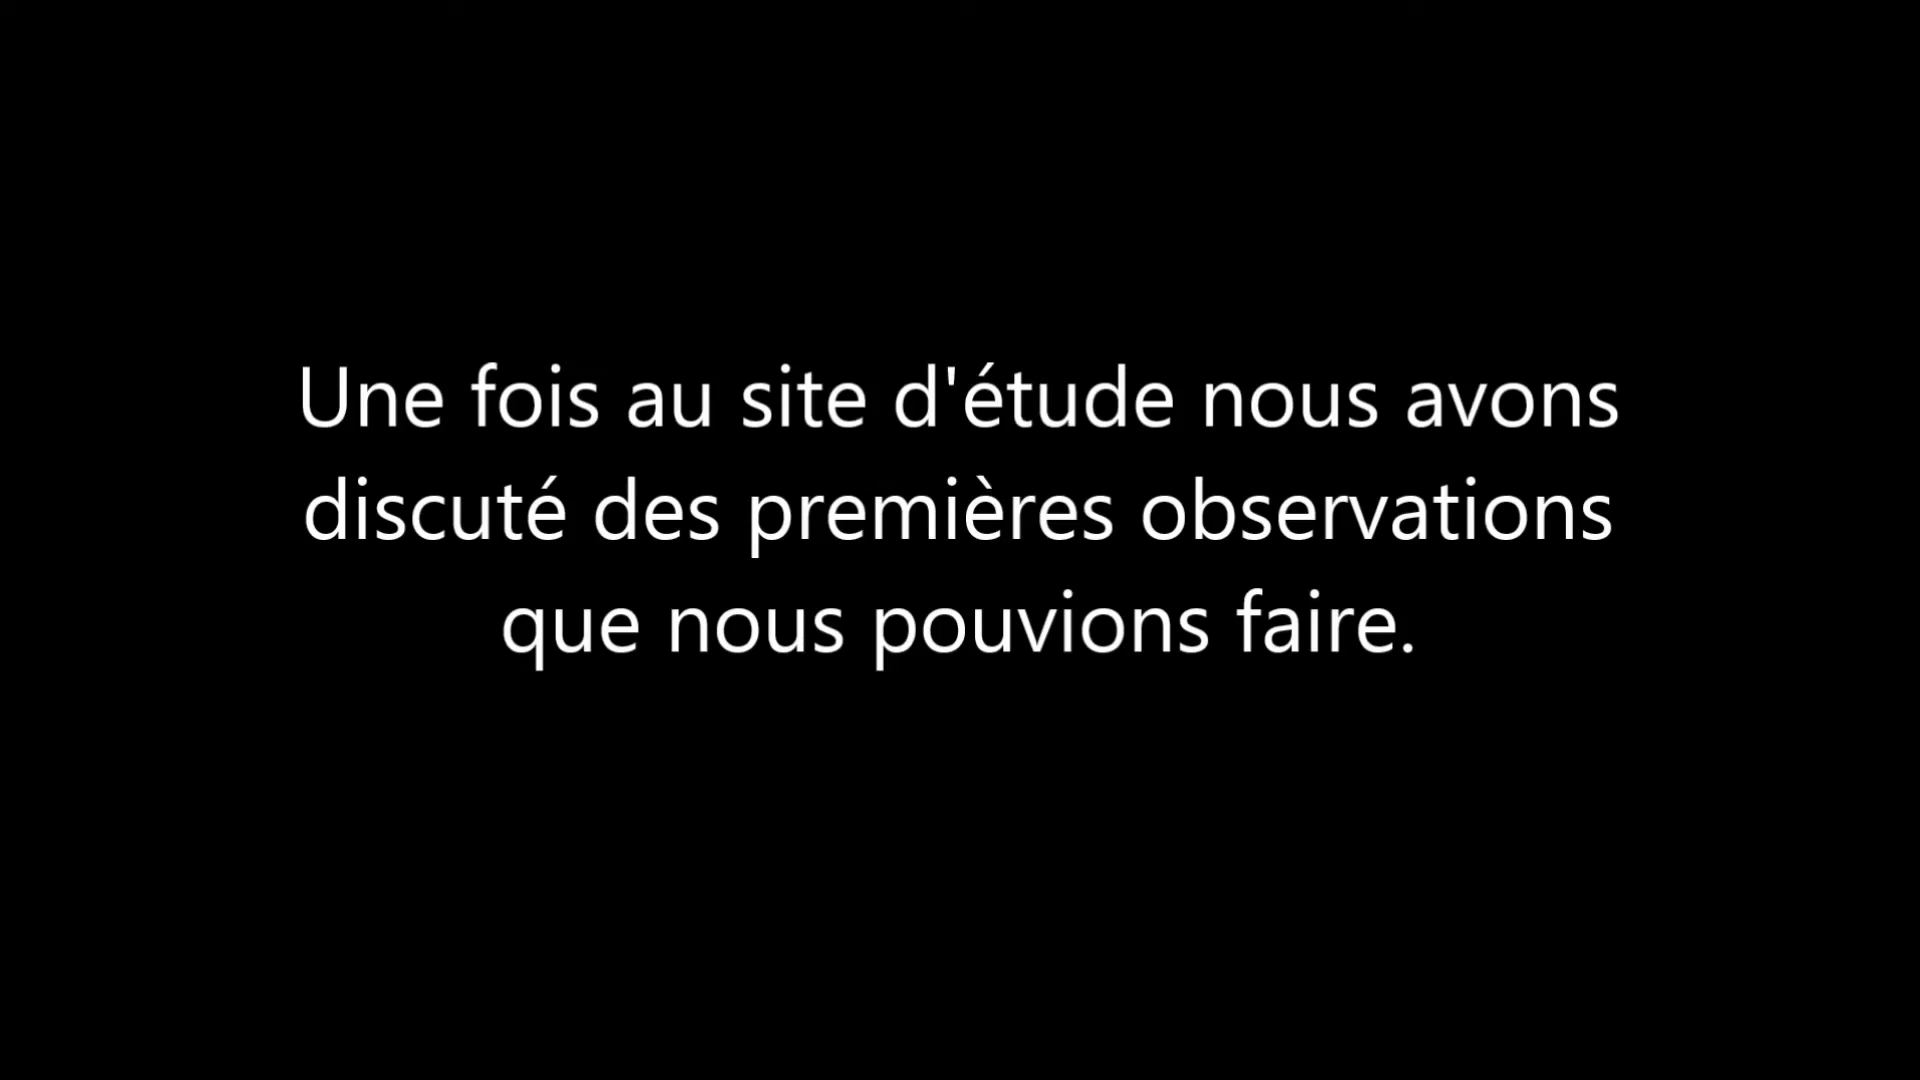 Une fois au site d'étude nous avons
discuté des premières observations
que nous pouvions faire.